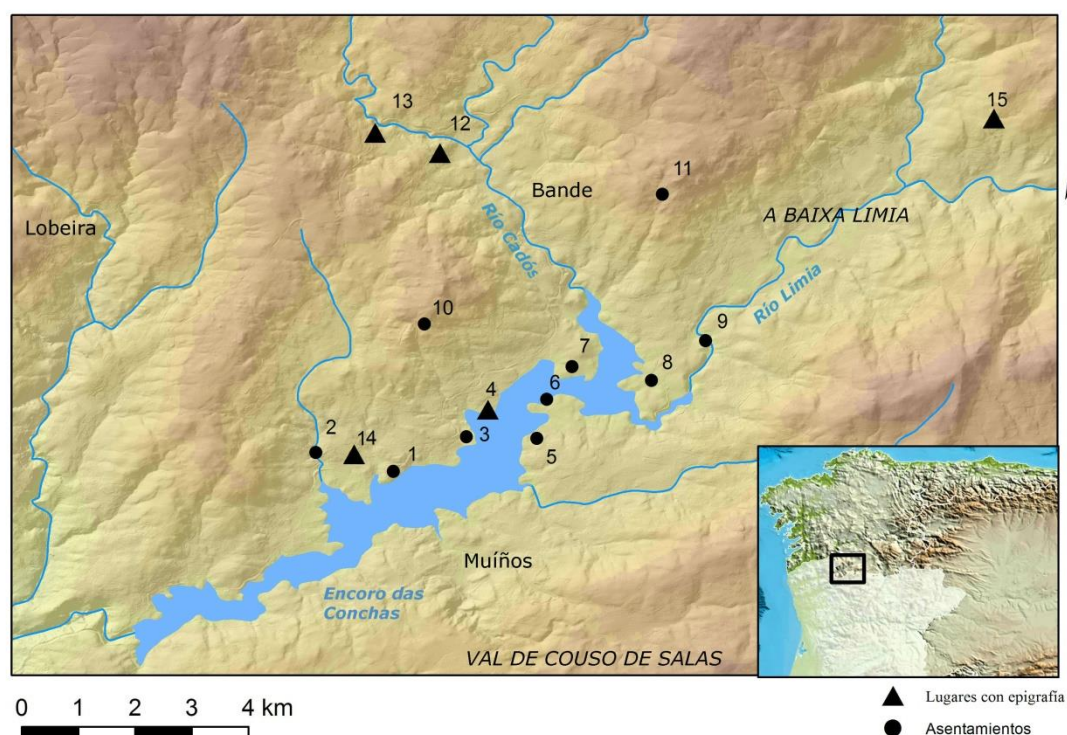 13
12
15
11
Bande
A BAIXA LIMIA
Lobeira
Río Cadós
Río Limia
10
9
7
8
6
4
3
5
2
14
1
Muíños
Encoro das
Conchas
VAL DE COUSO DE SALAS
0 1 2 3 4 km
Lugares con epigrafía
Asentamientos